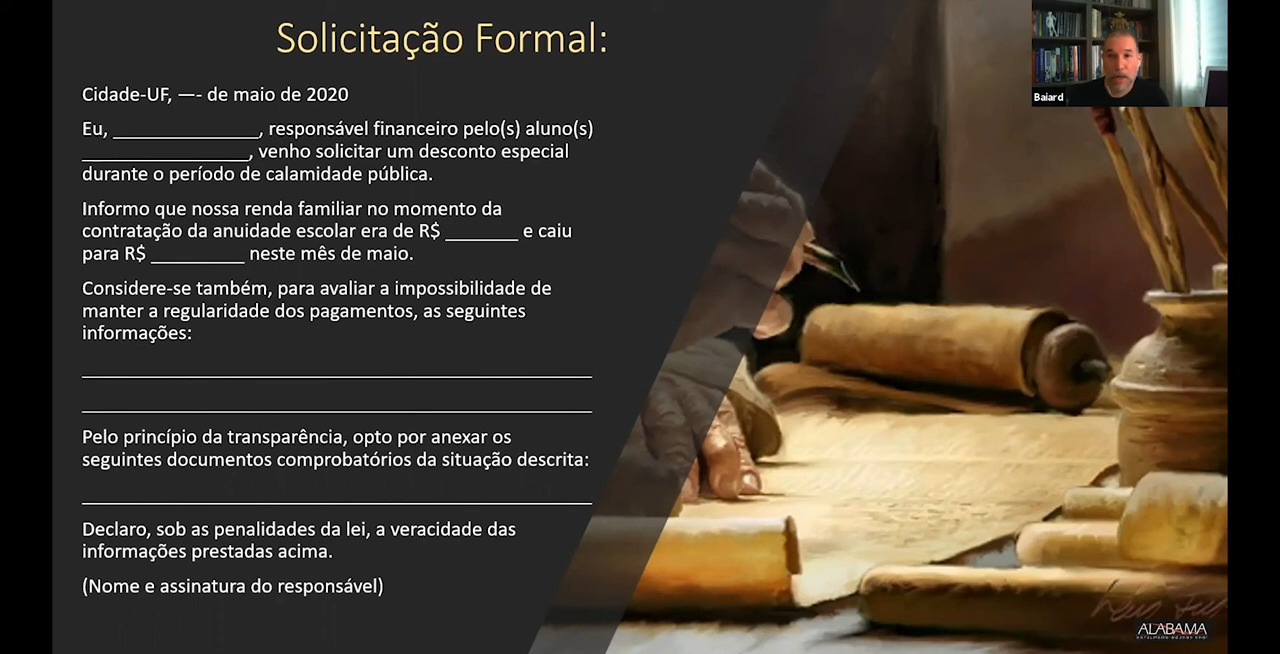 Solicitação Formal:
Cidade-UF, —- de maio de 2020
Eu, ______________, responsável financeiro pelo(s) aluno(s)
________________, venho solicitar um desconto especial
durante o período de calamidade pública.
Informo que nossa renda familiar no momento da
contratação da anuidade escolar era de R$ _______ e caiu
para R$ _________ neste mês de maio.
Considere-se também, para avaliar a impossibilidade de
manter a regularidade dos pagamentos, as seguintes
informações:
Pelo princípio da transparência, opto por anexar os
seguintes documentos comprobatórios da situação descrita:
Declaro, sob as penalidades da lei, a veracidade das
informações prestadas acima.
(Nome e assinatura do responsável)
Baiard
ALABAMA